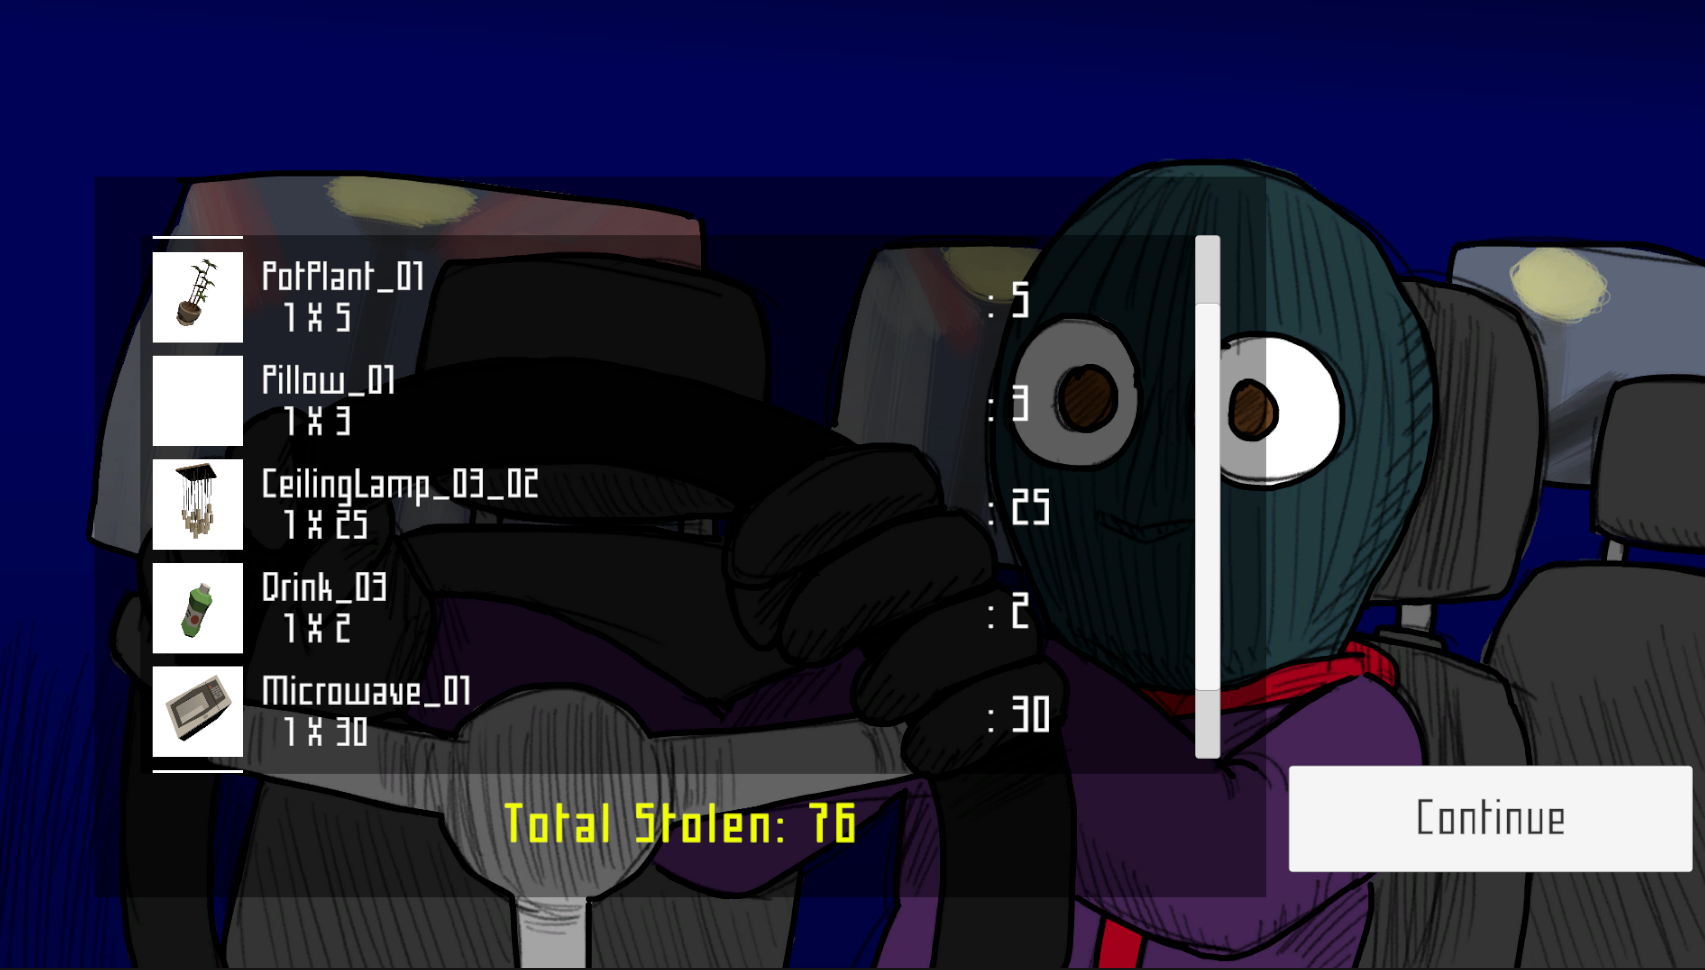 PotPlant_01
1 X 5
: 5
Pillow_01
1 X 3
: 3
CeilingLamp_03_02
1 X 25
: 25
Drink_03
1 X 2
: 2
Microwave_01
1 X 30
: 30
Total Stolen: 76
Continue